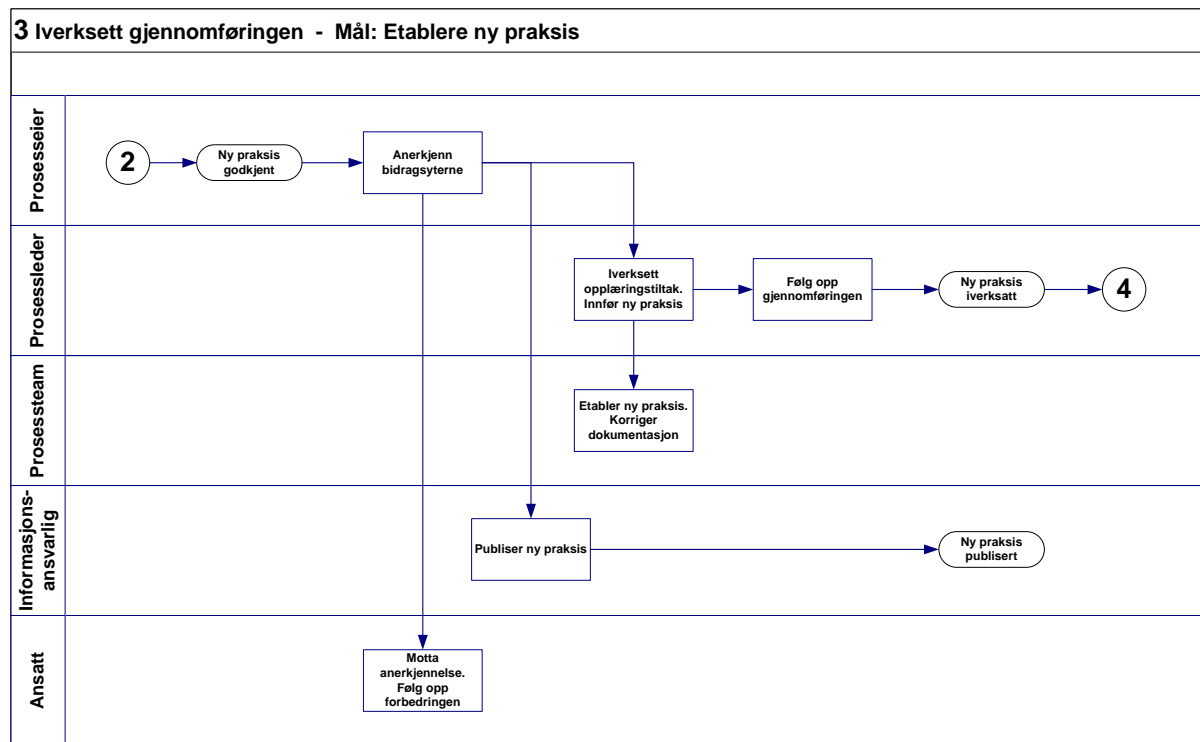 3 Iverksett gjennomføringen - Mål: Etablere ny praksis
Prosesseier
2
Ny praksis
godkjent
Anerkjenn
bidragsyterne
Prosessleder
Iverksett
opplæringstiltak.
Innfør ny praksis
Følg opp
gjennomføringen
Ny praksis
iverksatt
4
Prosessteam
Etabler ny praksis.
Korriger
dokumentasjon
Informasjons-
ansvarlig
Publiser ny praksis
Ny praksis
publisert
Ansatt
Motta
anerkjennelse.
Følg opp
forbedringen